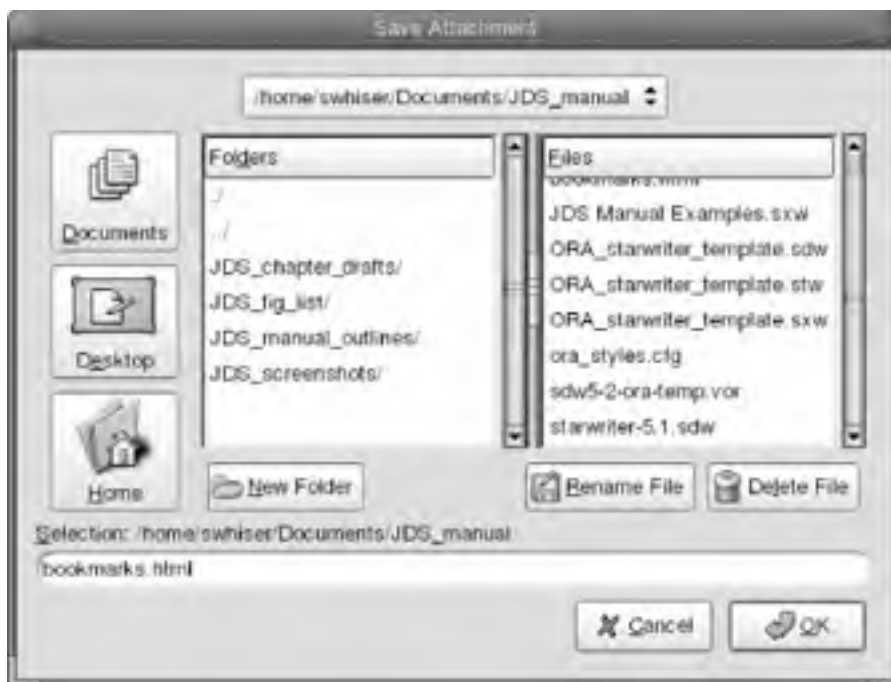 Save Attachment
/home/swhiser/Documents/JDS_manual
Documents
Desktop
Home
Folders
./
../
JDS_chapter_drafts/
JDS_fig_list/
JDS_manual_outlines/
JDS_screenshots/
Files
bookmarks.html
JDS Manual Examples.sxw
ORA_starwriter_template.sdw
ORA_starwriter_template.stw
ORA_starwriter_template.sxw
ora_styles.cfg
sdw5-2-ora-temp.vor
starwriter-5.1.sdw
New Folder
Rename File
Delete File
Selection: /home/swhiser/Documents/JDS_manual
bookmarks.html
Cancel
OK